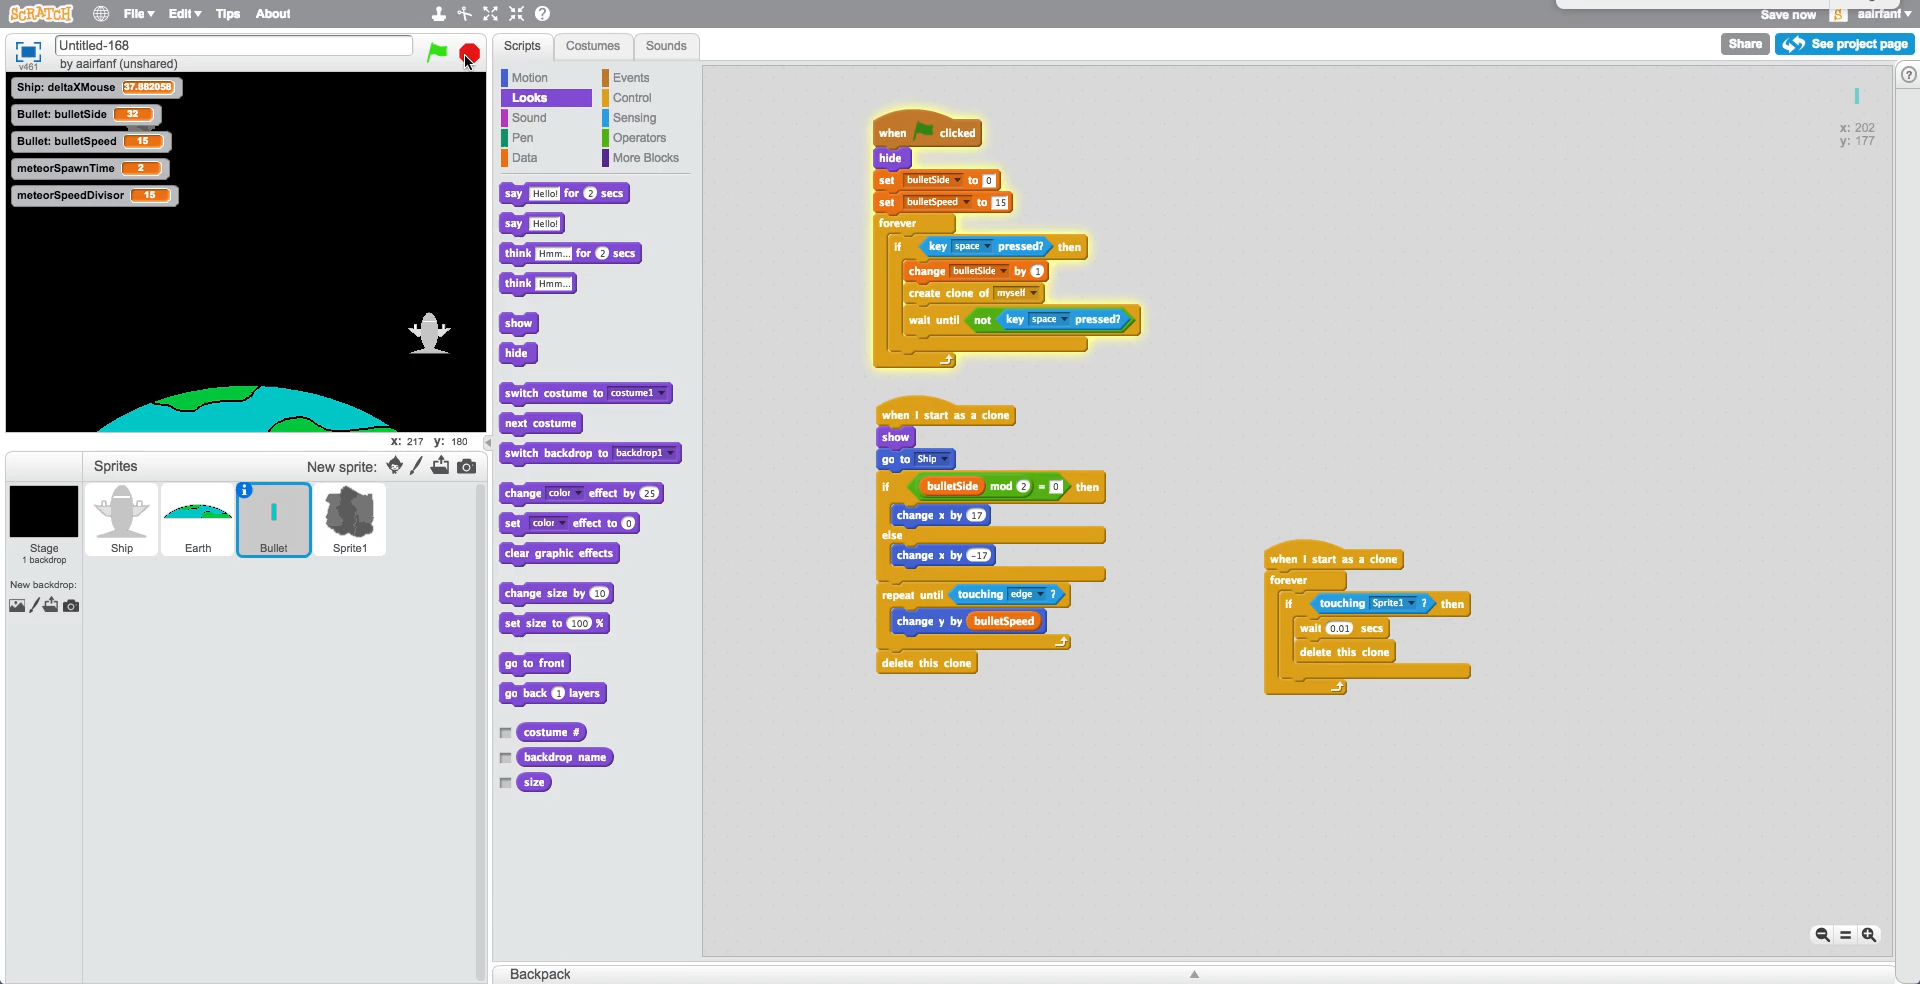 SCRATCH File Edit Tips About Save now aairfanf
Untitled-168
by aairfanf (unshared)
v461
Scripts Costumes Sounds
Share See project page
Ship: deltaXMouse 37.882058
Bullet: bulletSide 32
Bullet: bulletSpeed 15
meteorSpawnTime 2
meteorSpeedDivisor 15
x: 217 y: 180
Sprites New sprite:
Stage
1 backdrop
New backdrop:
Ship
Earth
Bullet
Sprite1
Motion Events
Looks Control
Sound Sensing
Pen Operators
Data More Blocks
say Hello! for 2 secs
say Hello!
think Hmm... for 2 secs
think Hmm...
show
hide
switch costume to costume1
next costume
switch backdrop to backdrop1
change color effect by 25
set color effect to 0
clear graphic effects
change size by 10
set size to 100 %
go to front
go back 1 layers
costume #
backdrop name
size
when clicked
hide
set bulletSide to 0
set bulletSpeed to 15
forever
if key space pressed? then
change bulletSide by 1
create clone of myself
wait until not key space pressed?
when I start as a clone
show
go to Ship
if bulletSide mod 2 = 0 then
change x by 17
else
change x by -17
repeat until touching edge ?
change y by bulletSpeed
delete this clone
when I start as a clone
forever
if touching Sprite1 ? then
wait 0.01 secs
delete this clone
x: 202
y: 177
Backpack